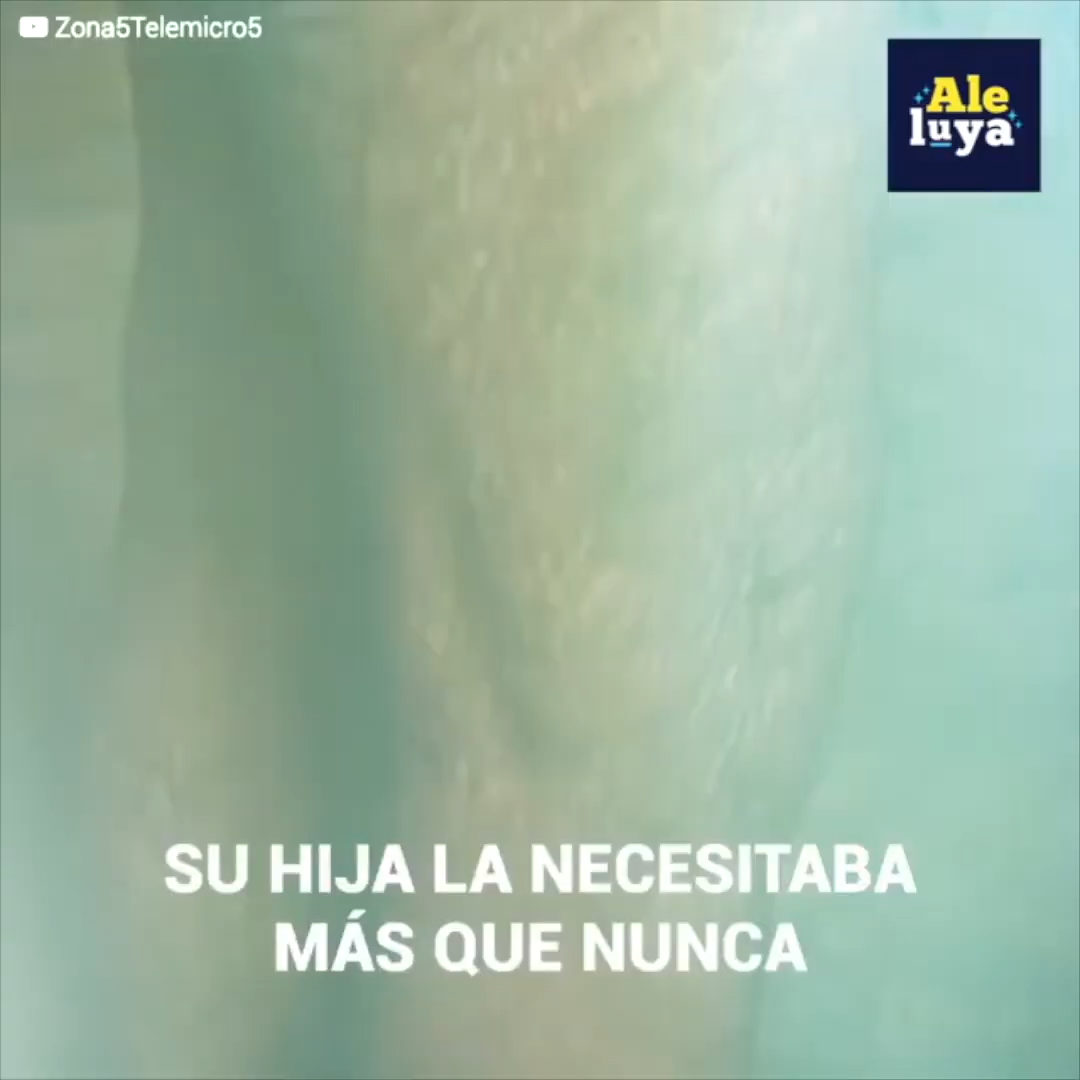 Zona5Telemicro5
Ale
luya
SU HIJA LA NECESITABA
MÁS QUE NUNCA